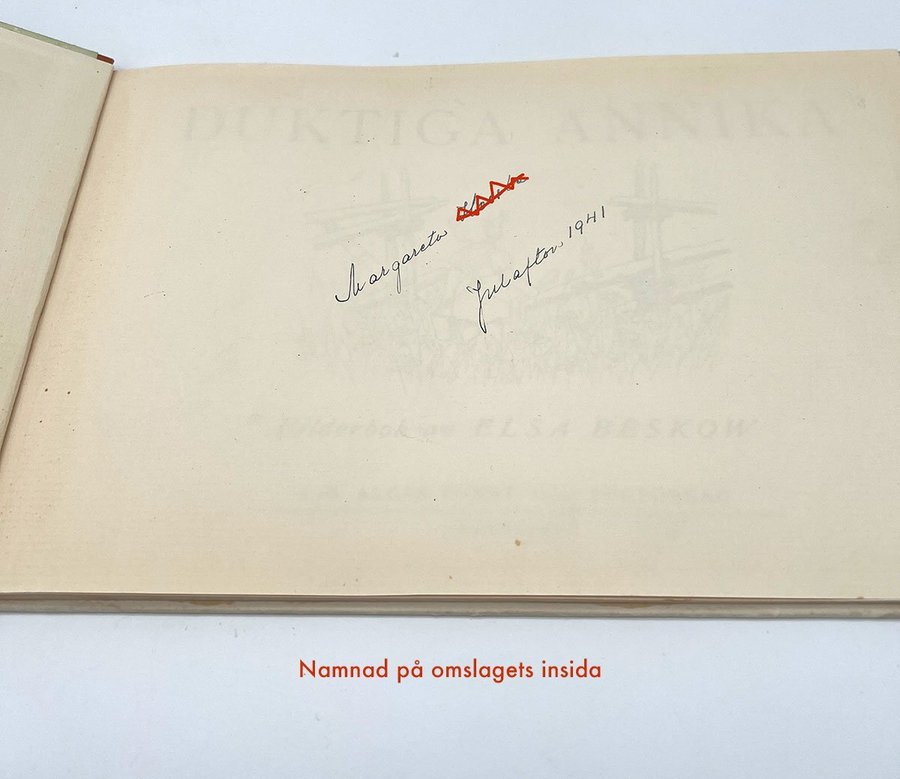 DUKTIGA ANNIKA
Margareta
Julafton 1941
Bilderbok av ELSA BESKOW
Namnad på omslagets insida